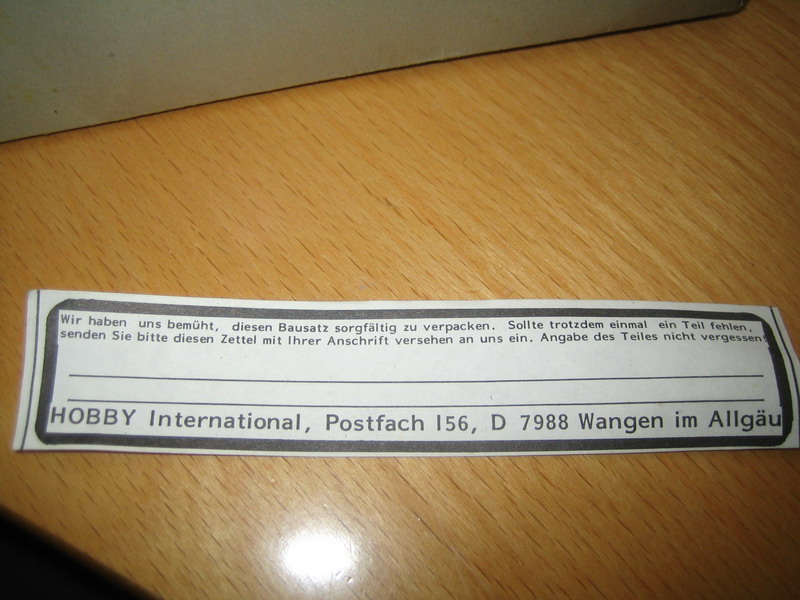 Wir haben uns bemüht, diesen Bausatz sorgfältig zu verpacken. Sollte trotzdem einmal ein Teil fehlen,
senden Sie bitte diesen Zettel mit Ihrer Anschrift versehen an uns ein. Angabe des Teiles nicht vergessen!
HOBBY International, Postfach 156, D 7988 Wangen im Allgäu